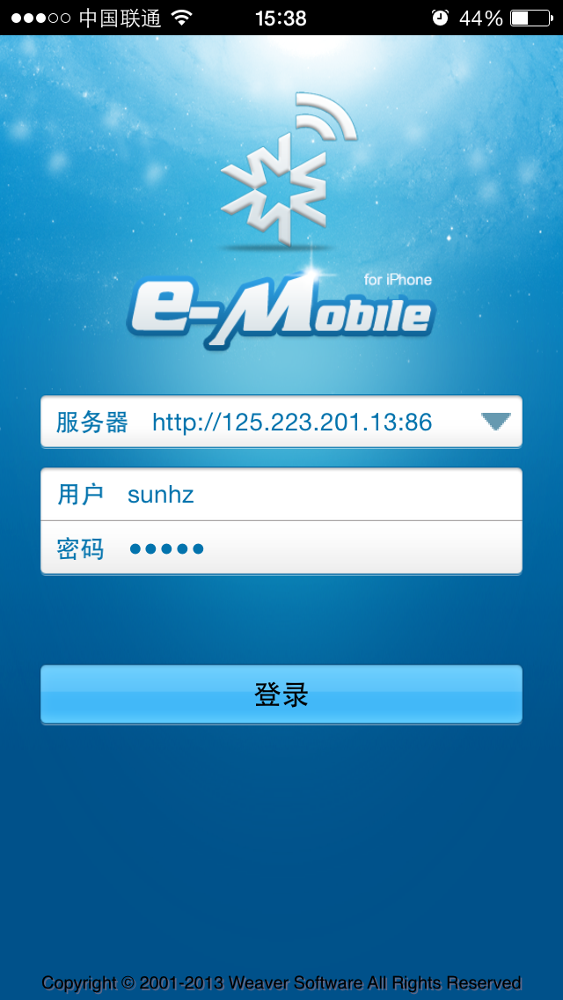 中国联通 15:38 44%
for iPhone
e-Mobile
服务器 http://125.223.201.13:86
用户 sunhz
密码 •••••
登录
Copyright © 2001-2013 Weaver Software All Rights Reserved